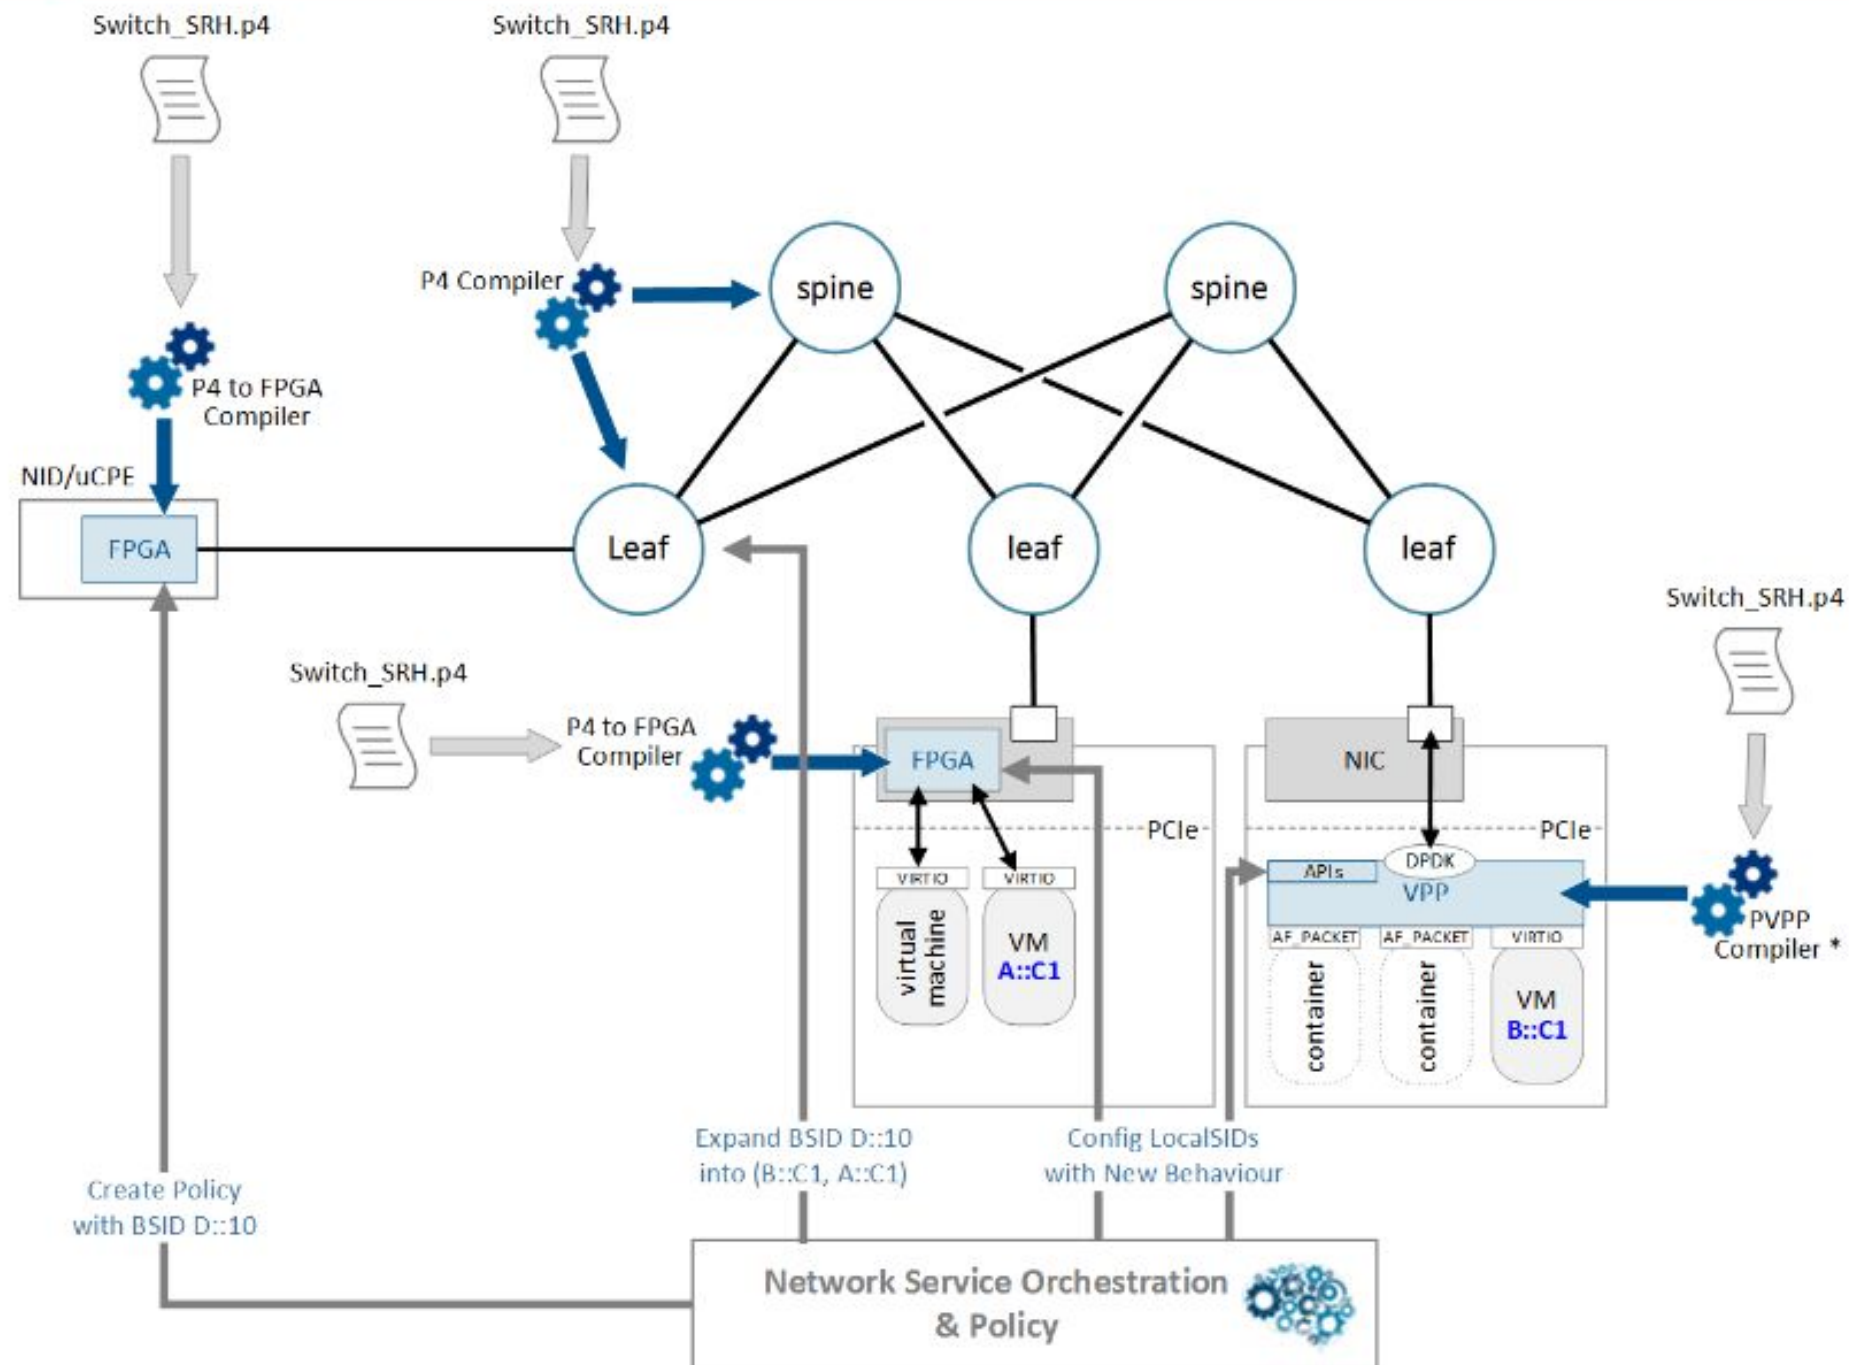 Switch_SRH.p4
Switch_SRH.p4
P4 Compiler
spine
spine
P4 to FPGA
Compiler
NID/uCPE
FPGA
Leaf
leaf
leaf
Switch_SRH.p4
Switch_SRH.p4
P4 to FPGA
Compiler
FPGA
NIC
PCIe
PCIe
VIRTIO
VIRTIO
virtual
machine
VM
A::C1
APIs
DPDK
VPP
AF_PACKET
AF_PACKET
VIRTIO
container
container
VM
B::C1
PVPP
Compiler *
Create Policy
with BSID D::10
Expand BSID D::10
into (B::C1, A::C1)
Config LocalSIDs
with New Behaviour
Network Service Orchestration
& Policy